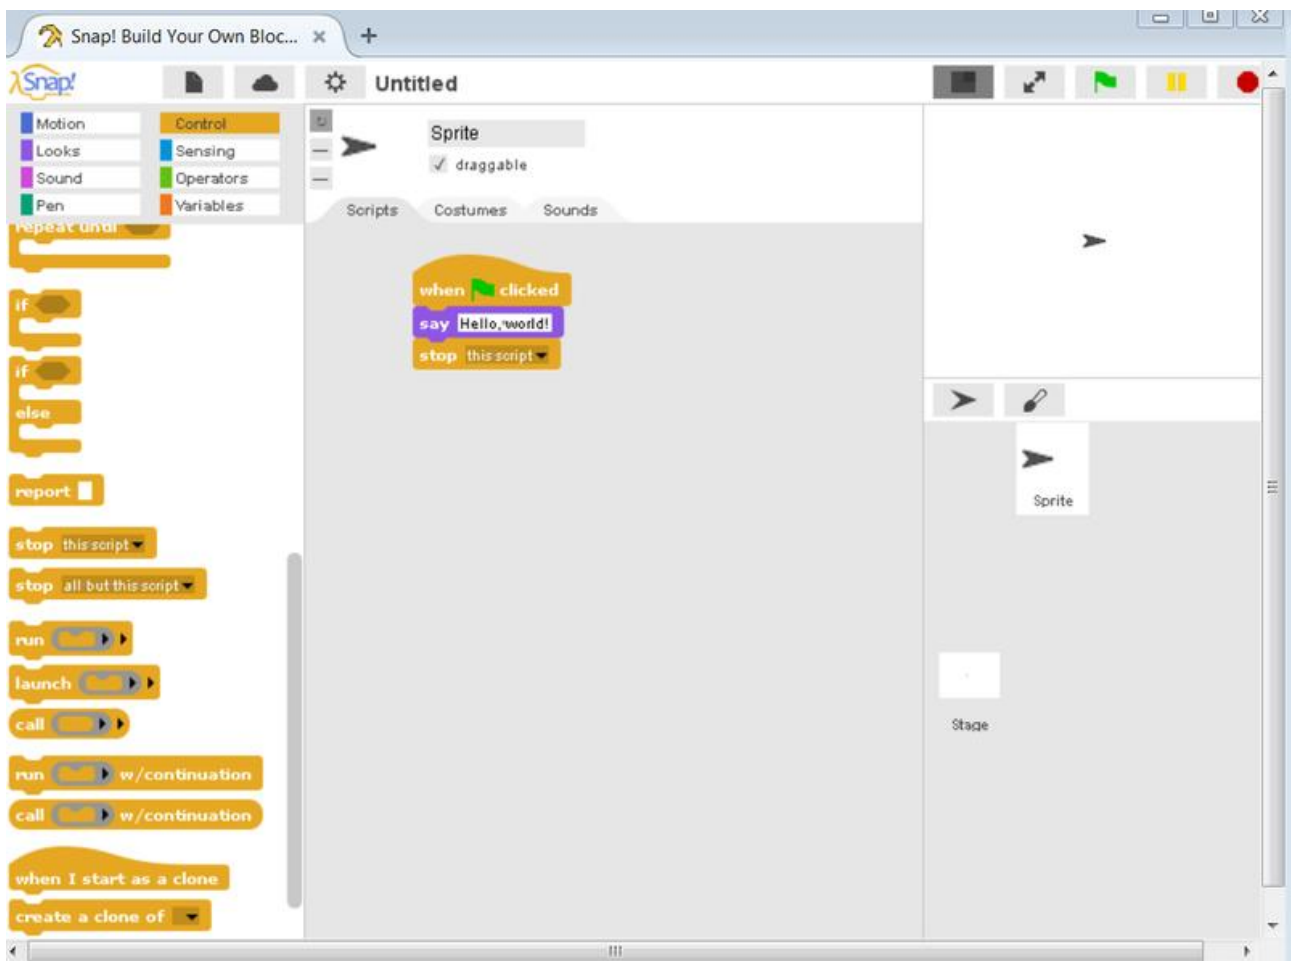 Snap! Build Your Own Bloc...
Snap!
Untitled
Motion
Control
Looks
Sensing
Sound
Operators
Pen
Variables
Sprite
draggable
Scripts Costumes Sounds
repeat until
if
if
else
report
stop this script
stop all but this script
run
launch
call
run w/continuation
call w/continuation
when I start as a clone
create a clone of
when clicked
say Hello, world!
stop this script
Sprite
Stage